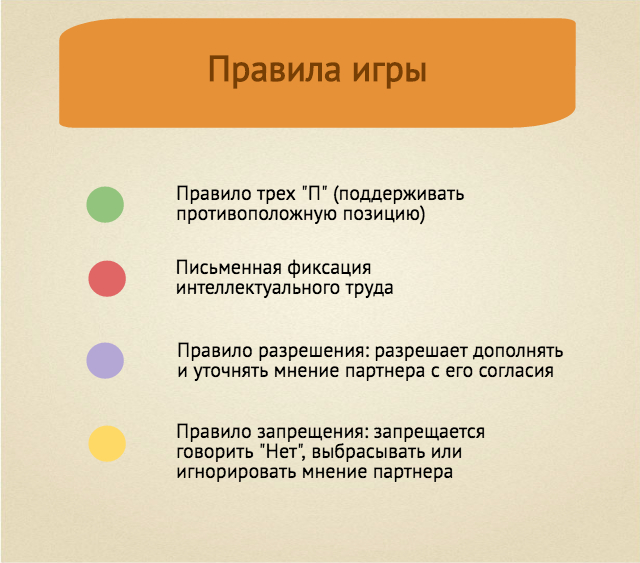 Правила игры
Правило трех "П" (поддерживать
противоположную позицию)
Письменная фиксация
интеллектуального труда
Правило разрешения: разрешает дополнять
и уточнять мнение партнера с его согласия
Правило запрещения: запрещается
говорить "Нет", выбрасывать или
игнорировать мнение партнера